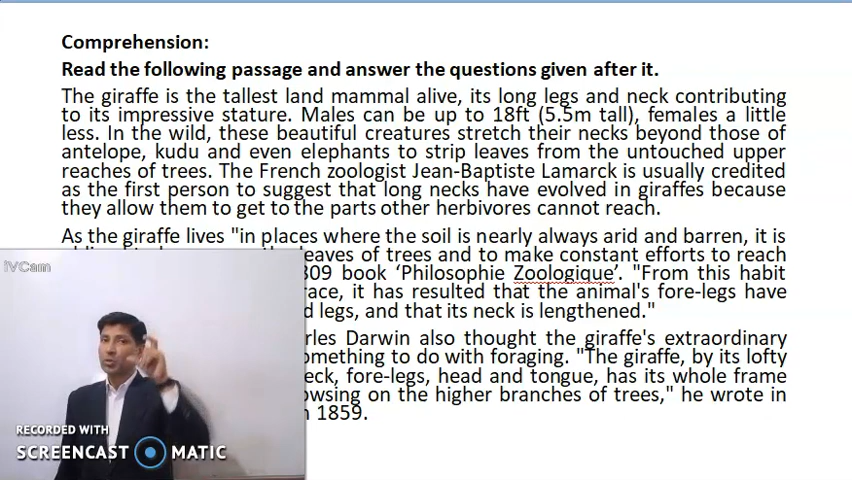 Comprehension:
Read the following passage and answer the questions given after it.
The giraffe is the tallest land mammal alive, its long legs and neck contributing
to its impressive stature. Males can be up to 18ft (5.5m tall), females a little
less. In the wild, these beautiful creatures stretch their necks beyond those of
antelope, kudu and even elephants to strip leaves from the untouched upper
reaches of trees. The French zoologist Jean-Baptiste Lamarck is usually credited
as the first person to suggest that long necks have evolved in giraffes because
they allow them to get to the parts other herbivores cannot reach.
As the giraffe lives "in places where the soil is nearly always arid and barren, it is
leaves of trees and to make constant efforts to reach
809 book ‘Philosophie Zoologique’. "From this habit
race, it has resulted that the animal's fore-legs have
legs, and that its neck is lengthened."
rles Darwin also thought the giraffe's extraordinary
omething to do with foraging. "The giraffe, by its lofty
eck, fore-legs, head and tongue, has its whole frame
owsing on the higher branches of trees," he wrote in
1859.
iVCam
RECORDED WITH
SCREENCAST MATIC